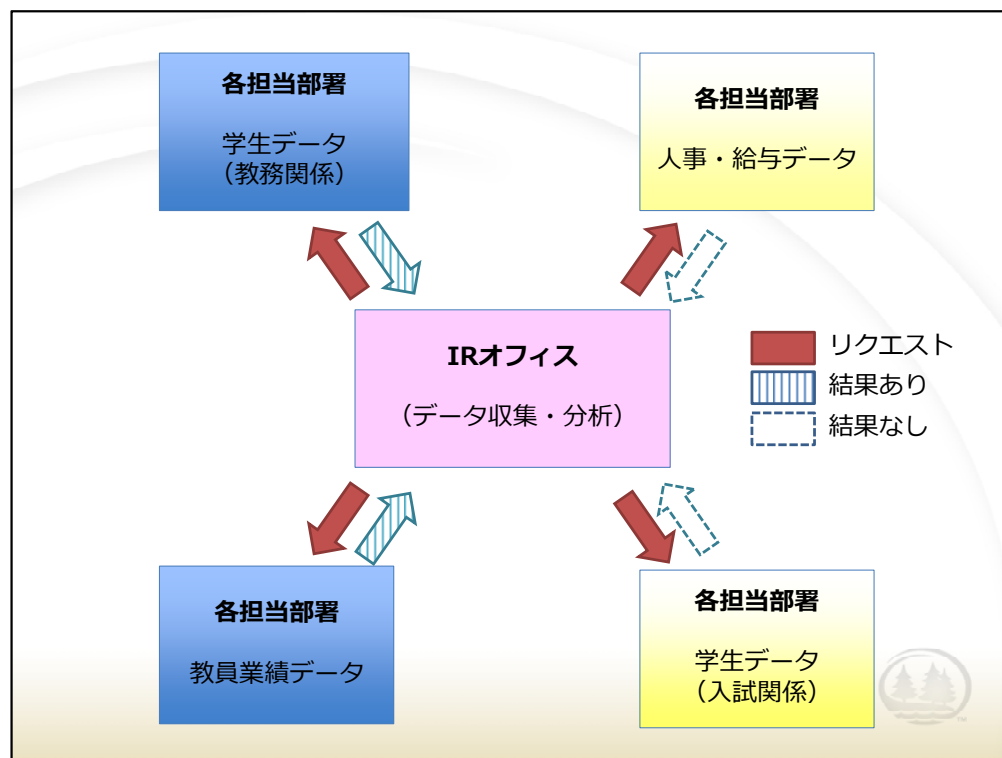 各担当部署
学生データ
（教務関係）
各担当部署
人事・給与データ
IRオフィス
（データ収集・分析）
リクエスト
結果あり
結果なし
各担当部署
教員業績データ
各担当部署
学生データ
（入試関係）
TM